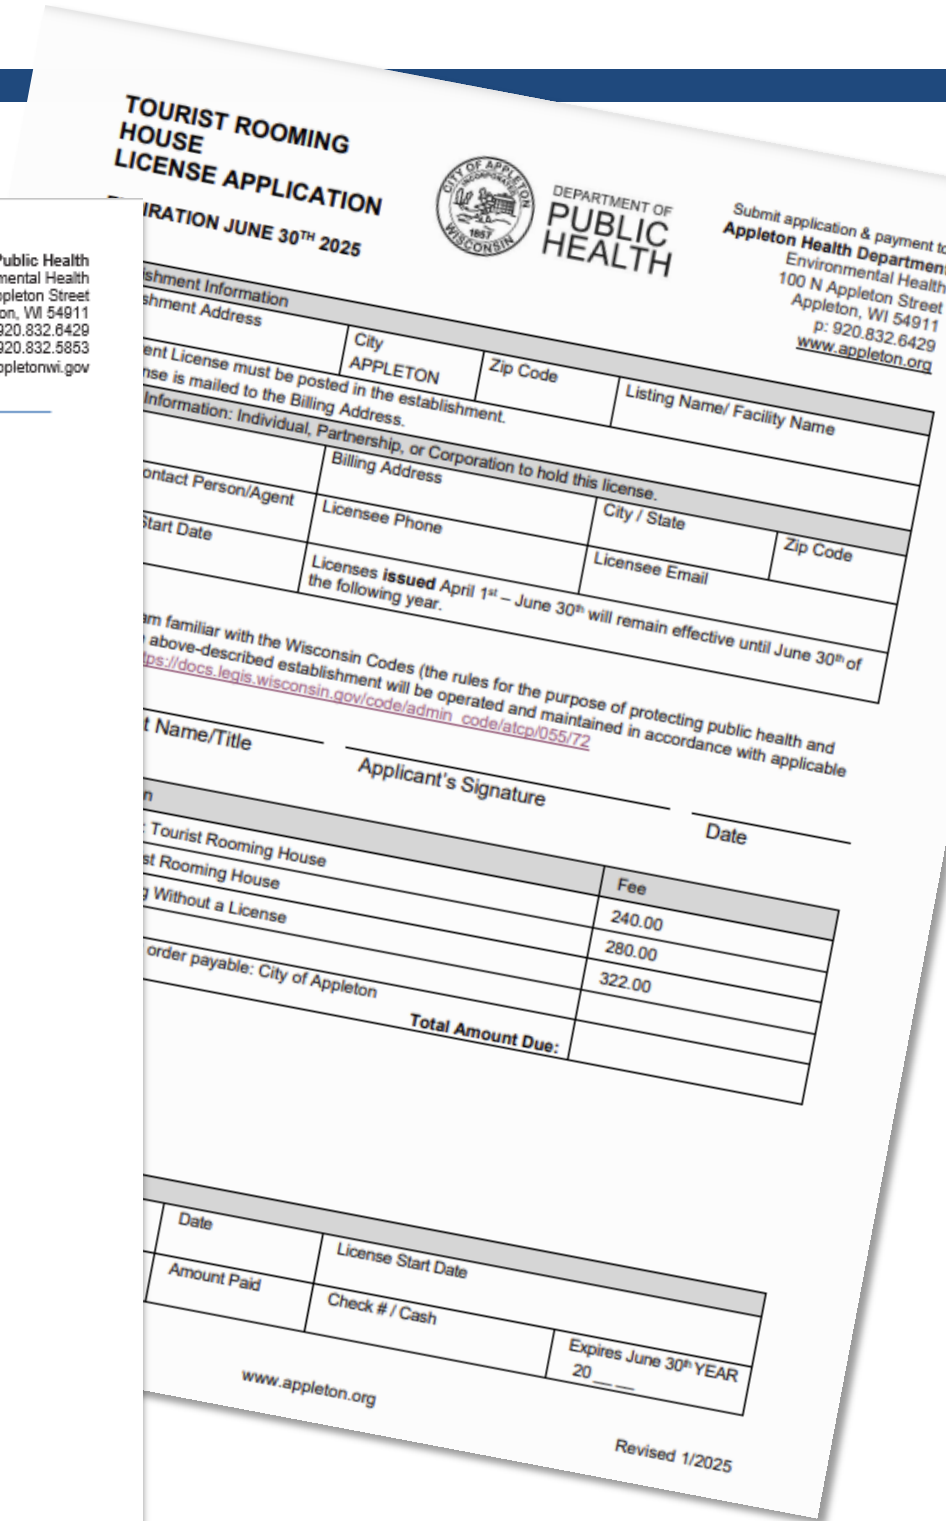 TOURIST ROOMING
HOUSE
LICENSE APPLICATION
EXPIRATION JUNE 30TH 2025
CITY OF APPLETON
INCORPORATED
1857
WISCONSIN
DEPARTMENT OF
PUBLIC
HEALTH
Submit application & payment to
Appleton Health Department
Environmental Health
100 N Appleton Street
Appleton, WI 54911
p: 920.832.6429
www.appleton.org
Public Health
mental Health
ppleton Street
on, WI 54911
920.832.6429
920.832.5853
ppletonwi.gov
shment Information
shment Address
City
APPLETON
Zip Code
Listing Name/ Facility Name
ent License must be posted in the establishment.
nse is mailed to the Billing Address.
Information: Individual, Partnership, or Corporation to hold this license.
Billing Address
City / State
Zip Code
ontact Person/Agent
Licensee Phone
Licensee Email
Start Date
Licenses issued April 1st – June 30th will remain effective until June 30th of
the following year.
am familiar with the Wisconsin Codes (the rules for the purpose of protecting public health and
above-described establishment will be operated and maintained in accordance with applicable
tps://docs.legis.wisconsin.gov/code/admin_code/atcp/055/72
t Name/Title
Applicant's Signature
Date
n
Fee
: Tourist Rooming House
240.00
st Rooming House
280.00
g Without a License
322.00
order payable: City of Appleton
Total Amount Due:
Date
License Start Date
Amount Paid
Check # / Cash
Expires June 30th YEAR
20__ __
www.appleton.org
Revised 1/2025